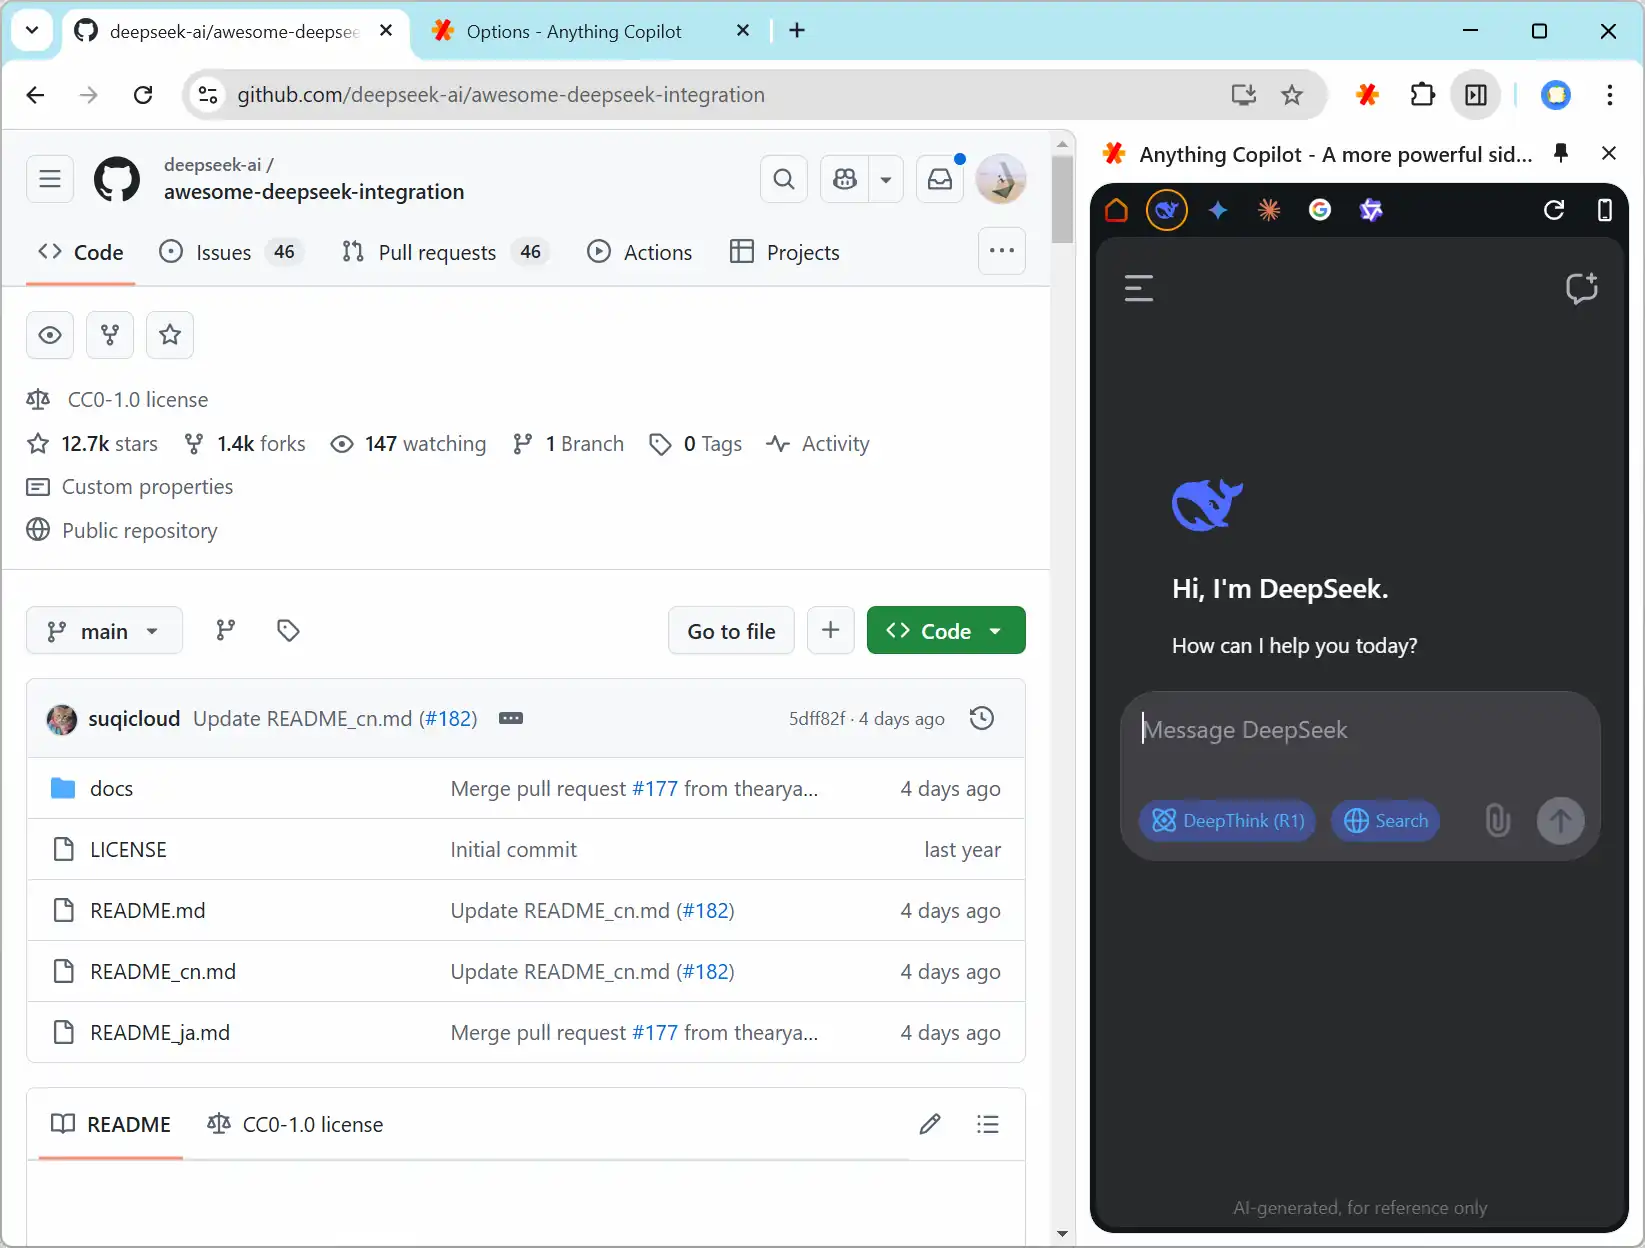 deepseek-ai/awesome-deepsee
Options - Anything Copilot
github.com/deepseek-ai/awesome-deepseek-integration
Anything Copilot - A more powerful sid...
deepseek-ai /
awesome-deepseek-integration
Code
Issues 46
Pull requests 46
Actions
Projects
CC0-1.0 license
12.7k stars
1.4k forks
147 watching
1 Branch
0 Tags
Activity
Custom properties
Public repository
main
Go to file
Code
suqicloud Update README_cn.md (#182)
5dff82f · 4 days ago
docs Merge pull request #177 from thearya... 4 days ago
LICENSE Initial commit last year
README.md Update README_cn.md (#182) 4 days ago
README_cn.md Update README_cn.md (#182) 4 days ago
README_ja.md Merge pull request #177 from thearya... 4 days ago
README
CC0-1.0 license
Hi, I'm DeepSeek.
How can I help you today?
Message DeepSeek
DeepThink (R1)
Search
AI-generated, for reference only